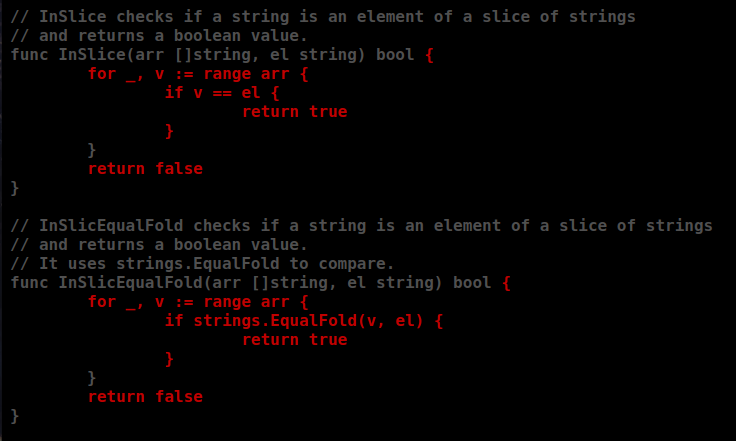 // InSlice checks if a string is an element of a slice of strings
// and returns a boolean value.
func InSlice(arr []string, el string) bool {
        for _, v := range arr {
                if v == el {
                        return true
                }
        }
        return false
}

// InSlicEqualFold checks if a string is an element of a slice of strings
// and returns a boolean value.
// It uses strings.EqualFold to compare.
func InSlicEqualFold(arr []string, el string) bool {
        for _, v := range arr {
                if strings.EqualFold(v, el) {
                        return true
                }
        }
        return false
}